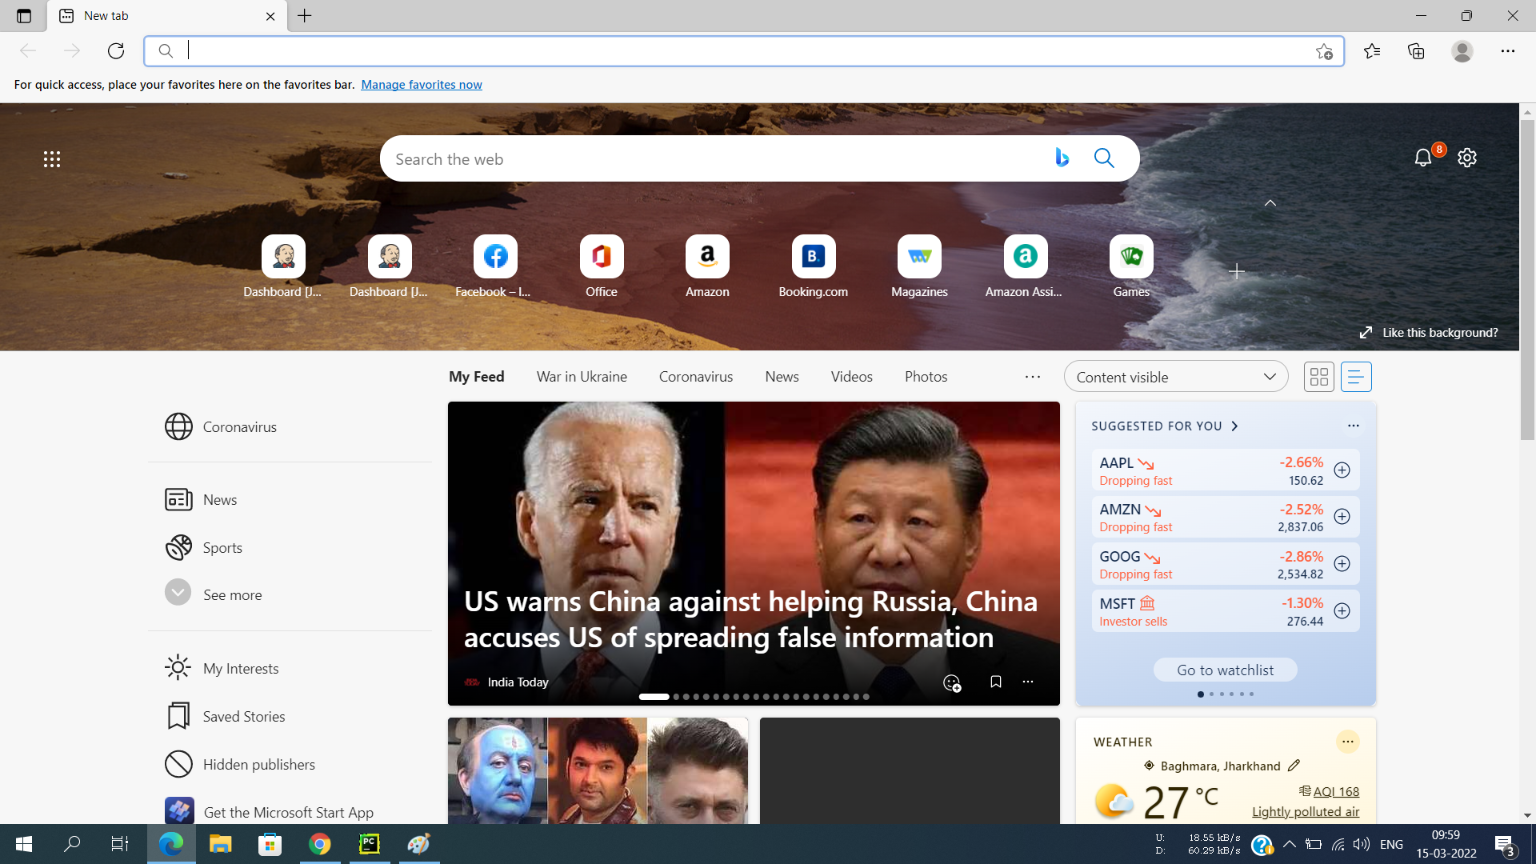 New tab
For quick access, place your favorites here on the favorites bar. Manage favorites now
Search the web
8
Dashboard [J...
Dashboard [J...
Facebook – I...
Office
Amazon
Booking.com
Magazines
Amazon Assi...
Games
Like this background?
My Feed
War in Ukraine
Coronavirus
News
Videos
Photos
Content visible
Coronavirus
News
Sports
See more
My Interests
Saved Stories
Hidden publishers
Get the Microsoft Start App
US warns China against helping Russia, China
accuses US of spreading false information
India Today
SUGGESTED FOR YOU
AAPL -2.66%
Dropping fast 150.62
AMZN -2.52%
Dropping fast 2,837.06
GOOG -2.86%
Dropping fast 2,534.82
MSFT -1.30%
Investor sells 276.44
Go to watchlist
WEATHER
Baghmara, Jharkhand
27 °C
AQI 168
Lightly polluted air
U: 18.55 kB/s
D: 60.29 kB/s
ENG
09:59
15-03-2022
3